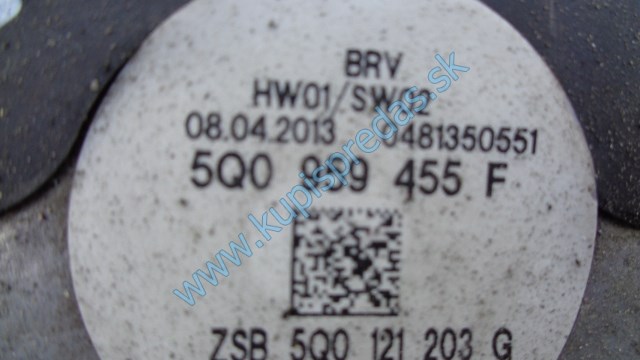 BRV
HW01/SW02
08.04.2013 0481350551
5Q0 959 455 F
ZSB 5Q0 121 203 G
www.kupispredas.sk